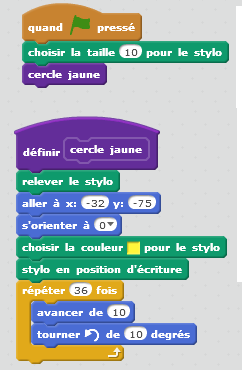 quand pressé
choisir la taille 10 pour le stylo
cercle jaune
définir cercle jaune
relever le stylo
aller à x: -32 y: -75
s'orienter à 0
choisir la couleur pour le stylo
stylo en position d'écriture
répéter 36 fois
avancer de 10
tourner de 10 degrés